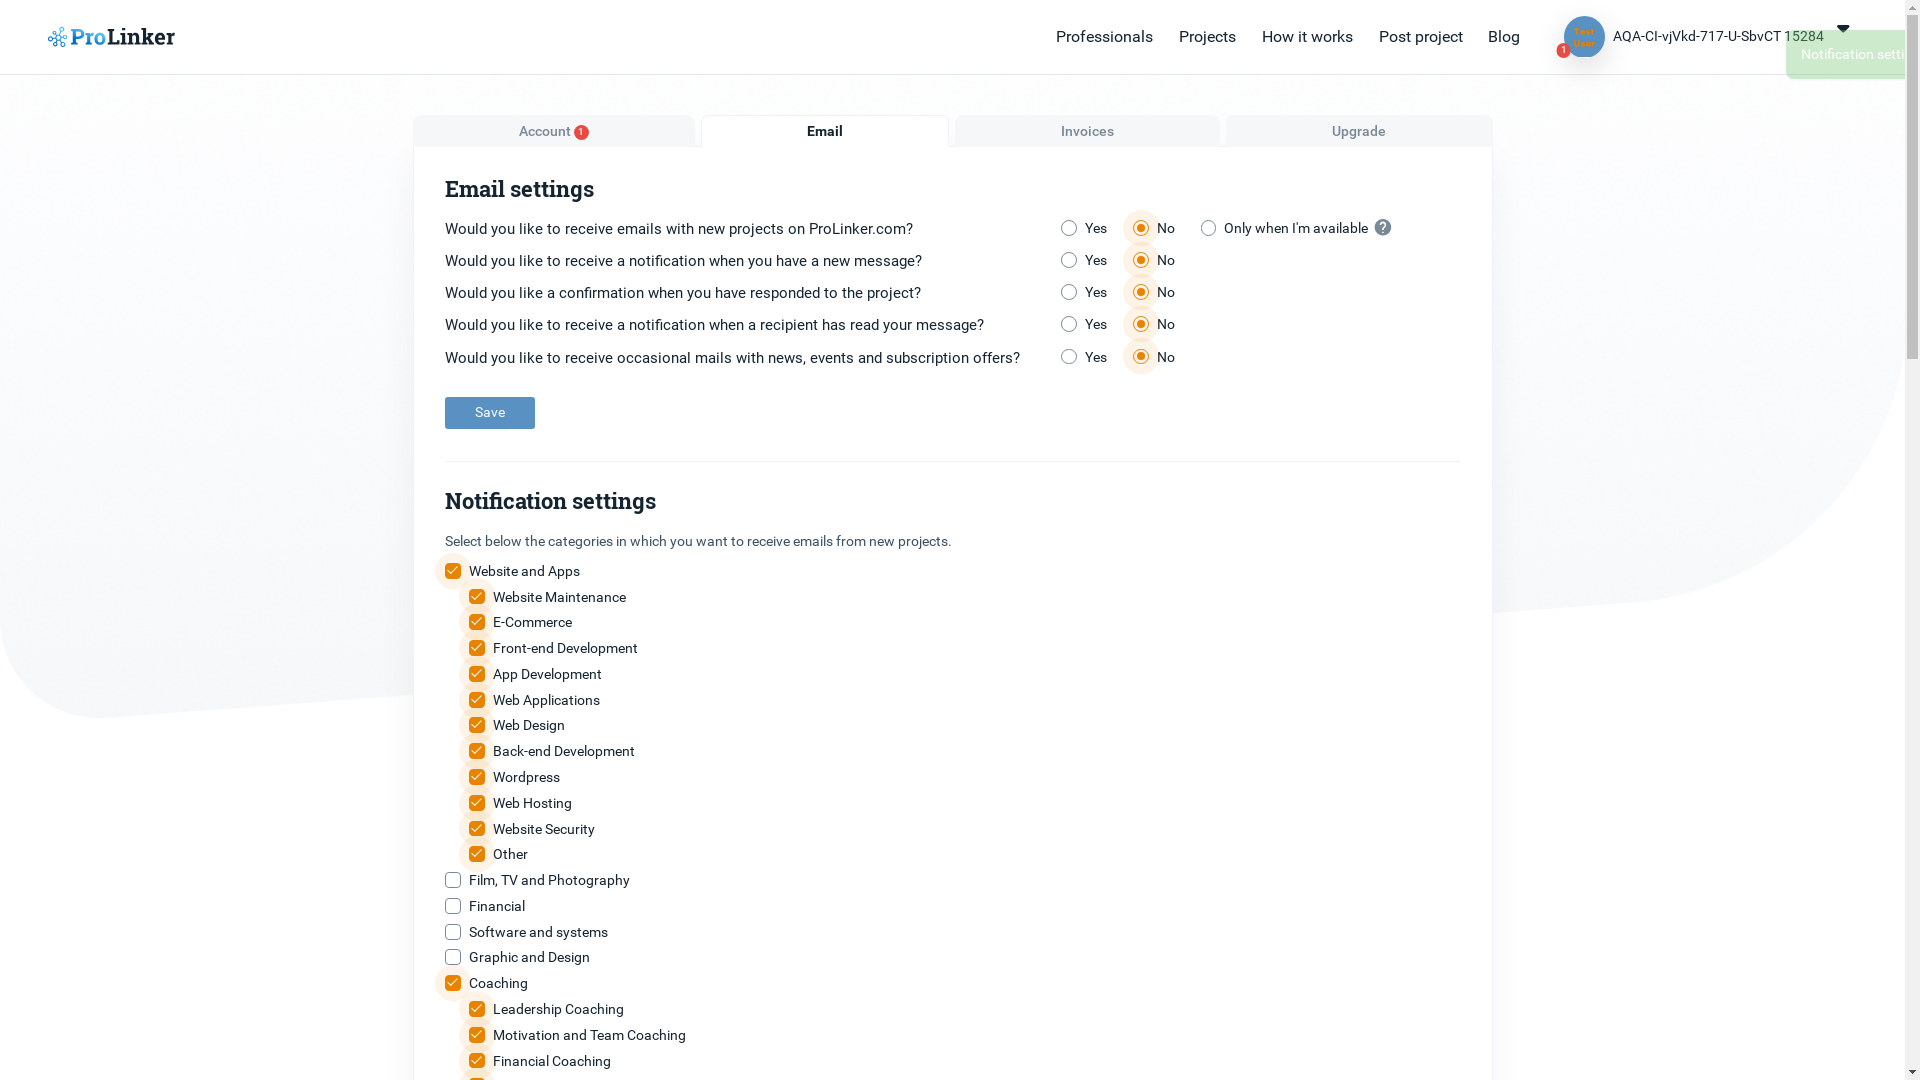 ProLinker
Professionals
Projects
How it works
Post project
Blog
Test
User
1
AQA-CI-vjVkd-717-U-SbvCT 15284
Notification setti
Account 1
Email
Invoices
Upgrade
Email settings
Would you like to receive emails with new projects on ProLinker.com? Yes No Only when I'm available ?
Would you like to receive a notification when you have a new message? Yes No
Would you like a confirmation when you have responded to the project? Yes No
Would you like to receive a notification when a recipient has read your message? Yes No
Would you like to receive occasional mails with news, events and subscription offers? Yes No
Save
Notification settings
Select below the categories in which you want to receive emails from new projects.
Website and Apps
Website Maintenance
E-Commerce
Front-end Development
App Development
Web Applications
Web Design
Back-end Development
Wordpress
Web Hosting
Website Security
Other
Film, TV and Photography
Financial
Software and systems
Graphic and Design
Coaching
Leadership Coaching
Motivation and Team Coaching
Financial Coaching